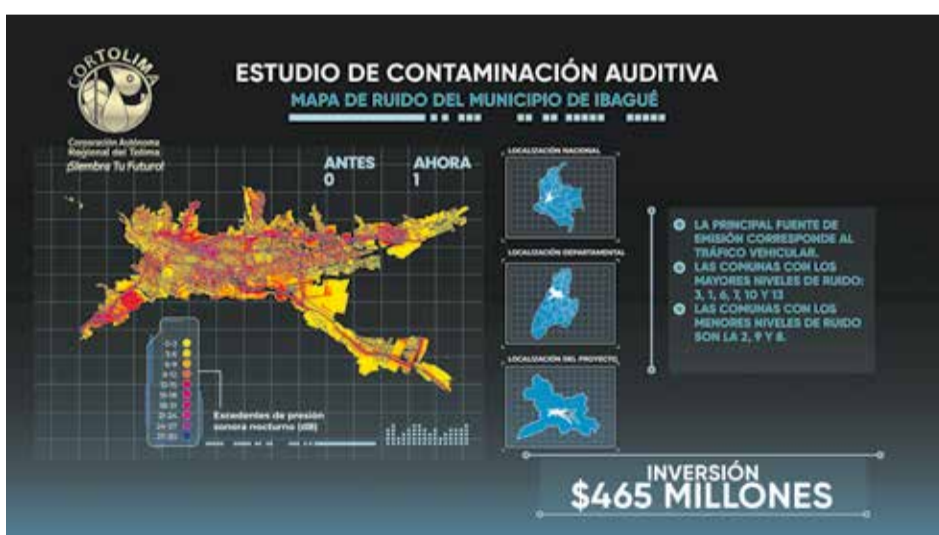 CORTOLIMA
Corporación Autónoma
Regional del Tolima
¡Siembra Tu Futuro!
ESTUDIO DE CONTAMINACIÓN AUDITIVA
MAPA DE RUIDO DEL MUNICIPIO DE IBAGUÉ
ANTES
0
AHORA
1
Excedentes de presión
sonora nocturno (dB)
LOCALIZACIÓN NACIONAL
LOCALIZACIÓN DEPARTAMENTAL
LOCALIZACIÓN DEL PROYECTO
LA PRINCIPAL FUENTE DE
EMISIÓN CORRESPONDE AL
TRÁFICO VEHICULAR.
LAS COMUNAS CON LOS
MAYORES NIVELES DE RUIDO:
3, 1, 6, 7, 10 Y 13
LAS COMUNAS CON LOS
MENORES NIVELES DE RUIDO
SON LA 2, 9 Y 8.
INVERSIÓN
$465 MILLONES